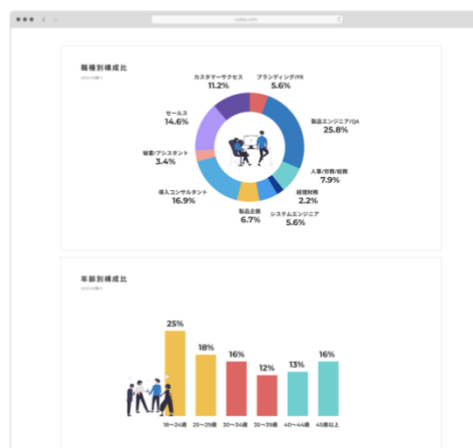 職種別構成比
カスタマーサクセス
11.2%
ブランディング/PR
5.6%
セールス
14.6%
製品エンジニア/QA
25.8%
秘書/アシスタント
3.4%
人事/労務/総務
7.9%
導入コンサルタント
16.9%
経理財務
2.2%
製品企画
6.7%
システムエンジニア
5.6%
年齢別構成比
25%
18%
16%
12%
13%
16%
18〜24歳
25〜29歳
30〜34歳
35〜39歳
40〜44歳
45歳以上